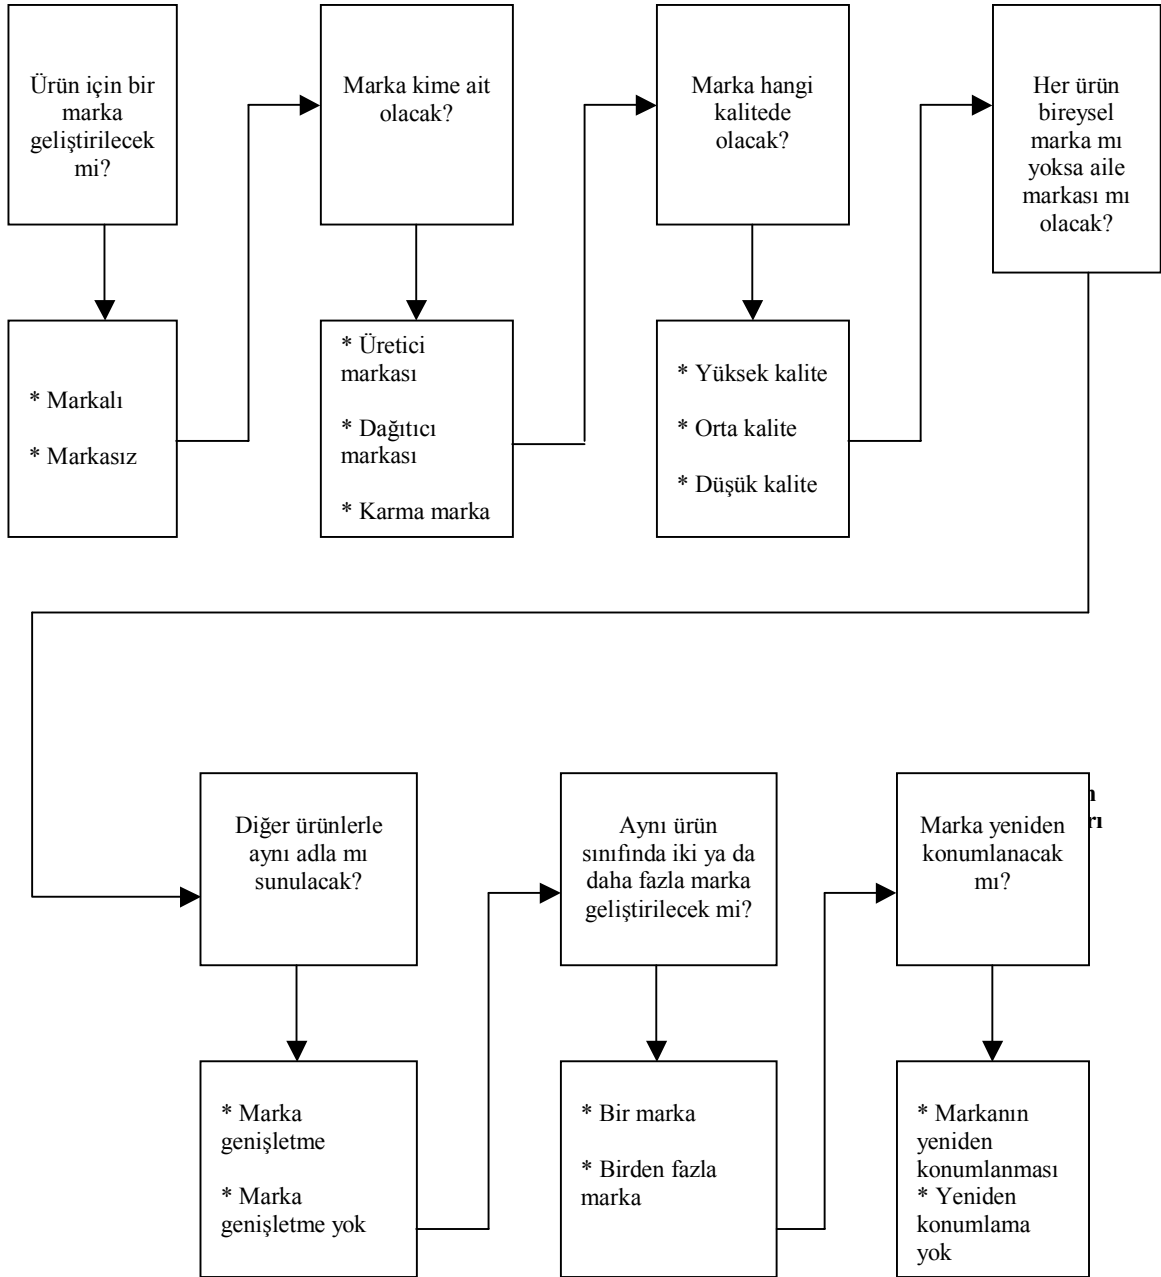 Ürün için bir
marka
geliştirilecek
mi?
Marka kime ait
olacak?
Marka hangi
kalitede
olacak?
Her ürün
bireysel
marka mı
yoksa aile
markası mı
olacak?
* Markalı
* Markasız
* Üretici
markası
* Dağıtıcı
markası
* Karma marka
* Yüksek kalite
* Orta kalite
* Düşük kalite
Diğer ürünlerle
aynı adla mı
sunulacak?
Aynı ürün
sınıfında iki ya da
daha fazla marka
geliştirilecek mi?
Marka yeniden
konumlanacak
mı?
* Marka
genişletme
* Marka
genişletme yok
* Bir marka
* Birden fazla
marka
* Markanın
yeniden
konumlanması
* Yeniden
konumlama
yok